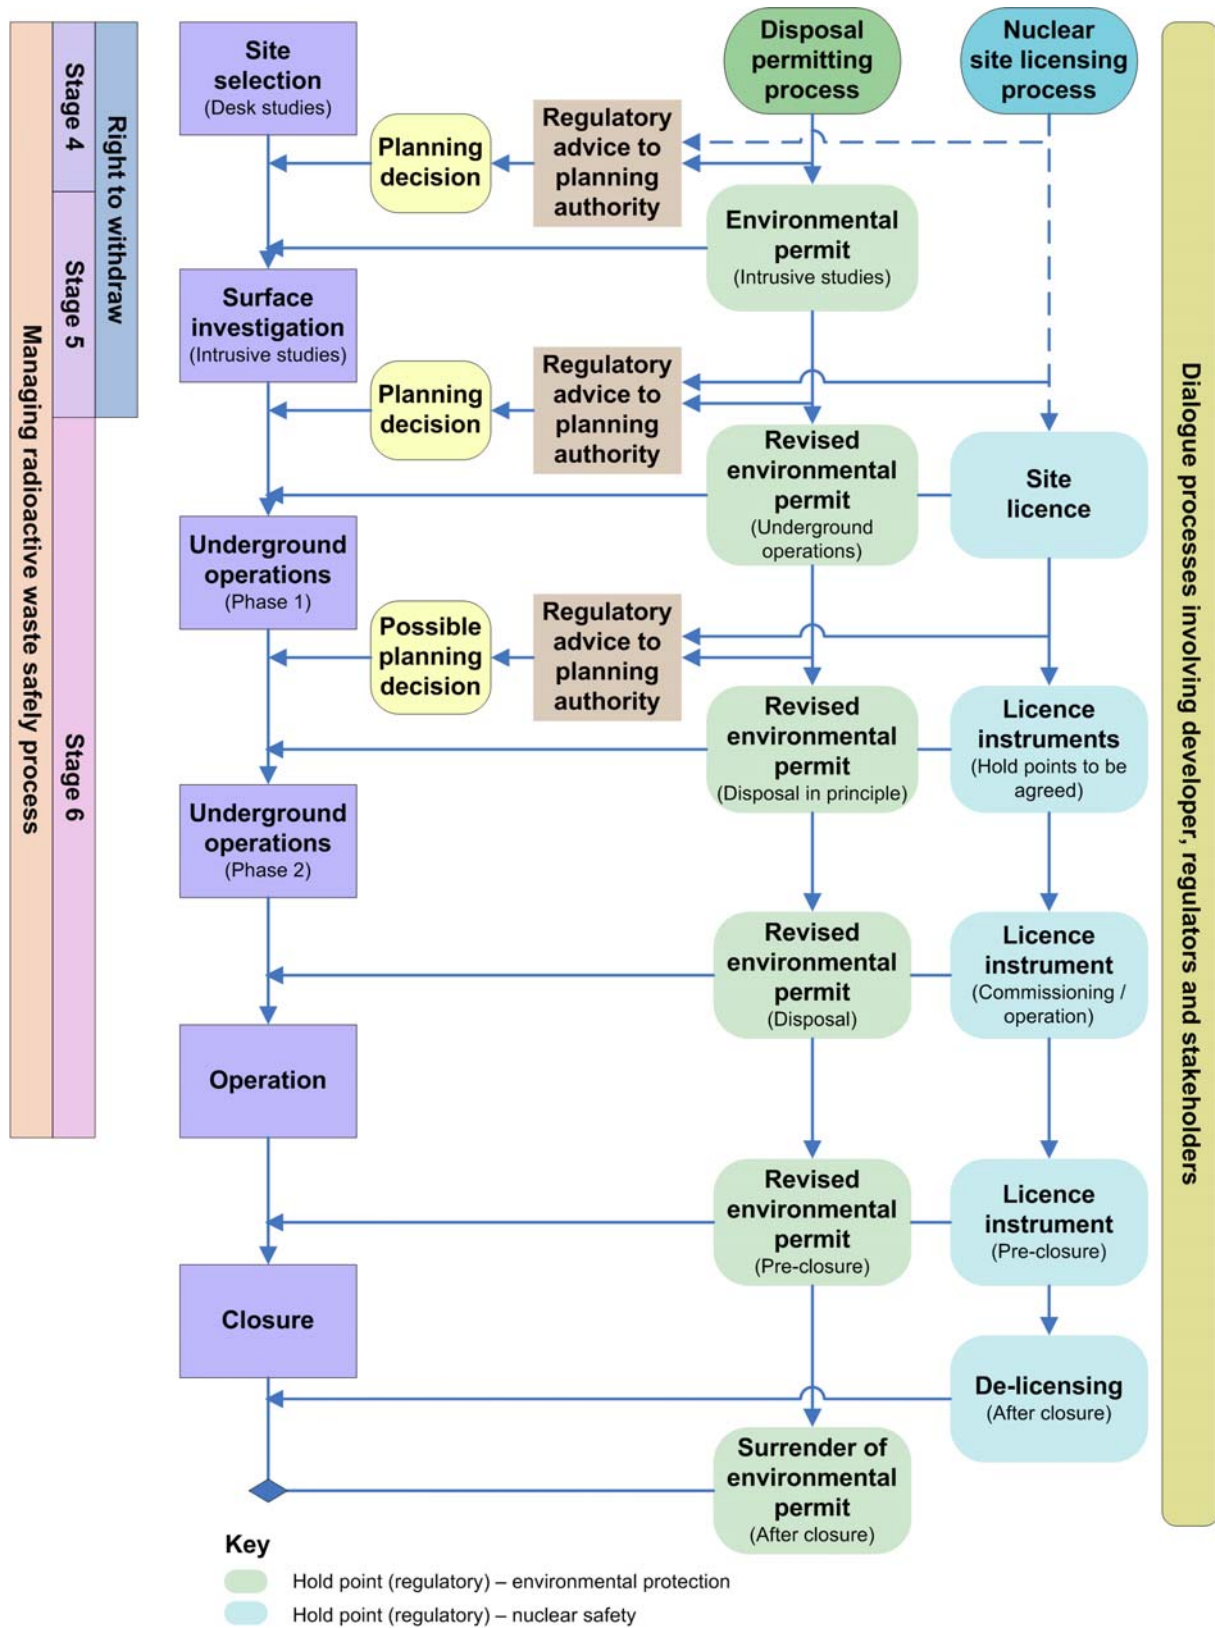 Managing radioactive waste safely process
Stage 4
Stage 5
Stage 6
Right to withdraw
Site
selection
(Desk studies)
Disposal
permitting
process
Nuclear
site licensing
process
Planning
decision
Regulatory
advice to
planning
authority
Environmental
permit
(Intrusive studies)
Surface
investigation
(Intrusive studies)
Planning
decision
Regulatory
advice to
planning
authority
Revised
environmental
permit
(Underground
operations)
Site
licence
Underground
operations
(Phase 1)
Possible
planning
decision
Regulatory
advice to
planning
authority
Revised
environmental
permit
(Disposal in principle)
Licence
instruments
(Hold points to be
agreed)
Underground
operations
(Phase 2)
Revised
environmental
permit
(Disposal)
Licence
instrument
(Commissioning /
operation)
Operation
Revised
environmental
permit
(Pre-closure)
Licence
instrument
(Pre-closure)
Closure
De-licensing
(After closure)
Surrender of
environmental
permit
(After closure)
Dialogue processes involving developer, regulators and stakeholders
Key
Hold point (regulatory) – environmental protection
Hold point (regulatory) – nuclear safety